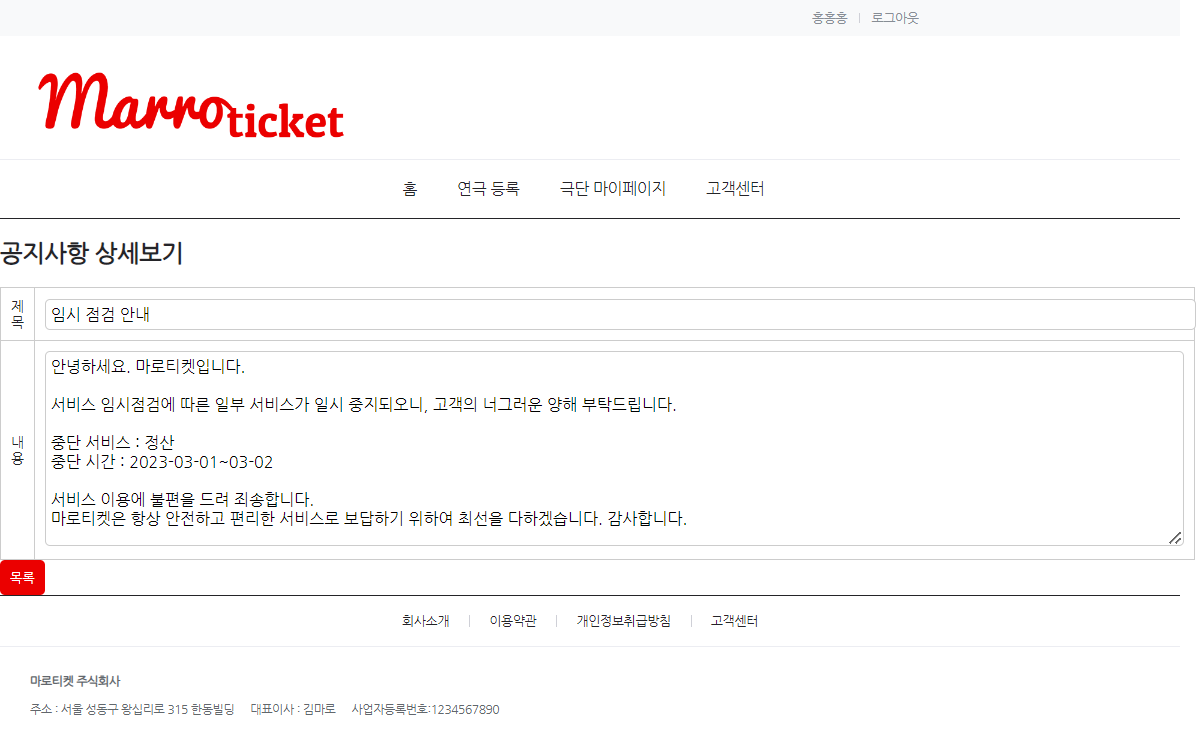 홍홍홍 | 로그아웃
Marroticket
홈 연극 등록 극단 마이페이지 고객센터
공지사항 상세보기
제목 임시 점검 안내
내용
안녕하세요. 마로티켓입니다.
서비스 임시점검에 따른 일부 서비스가 일시 중지되오니, 고객의 너그러운 양해 부탁드립니다.
중단 서비스 : 정산
중단 시간 : 2023-03-01~03-02
서비스 이용에 불편을 드려 죄송합니다.
마로티켓은 항상 안전하고 편리한 서비스로 보답하기 위하여 최선을 다하겠습니다. 감사합니다.
목록
회사소개 | 이용약관 | 개인정보취급방침 | 고객센터
마로티켓 주식회사
주소 : 서울 성동구 왕십리로 315 한동빌딩 대표이사 : 김마로 사업자등록번호:1234567890